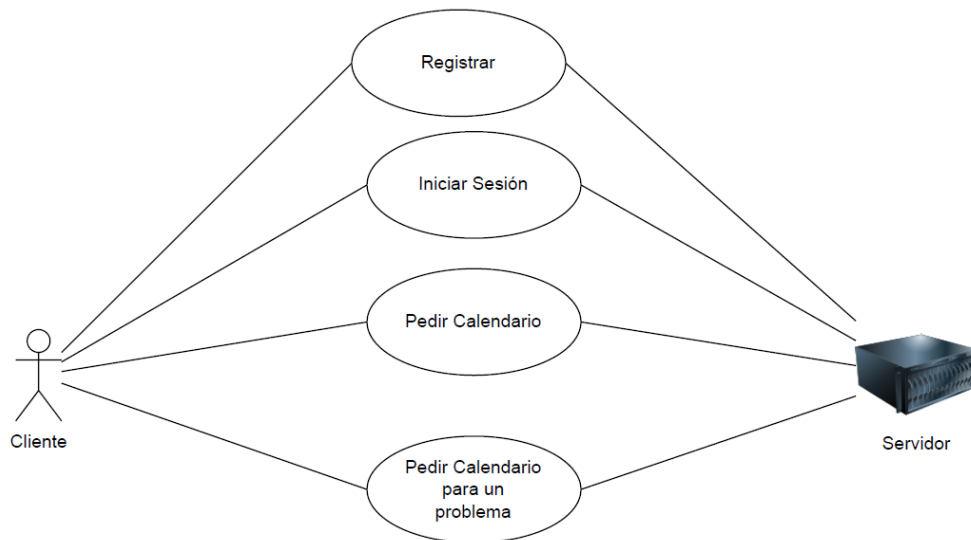 Registrar
Iniciar Sesión
Pedir Calendario
Cliente
Servidor
Pedir Calendario
para un
problema